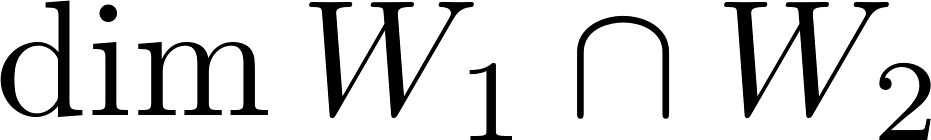 dim W₁ ∩ W₂